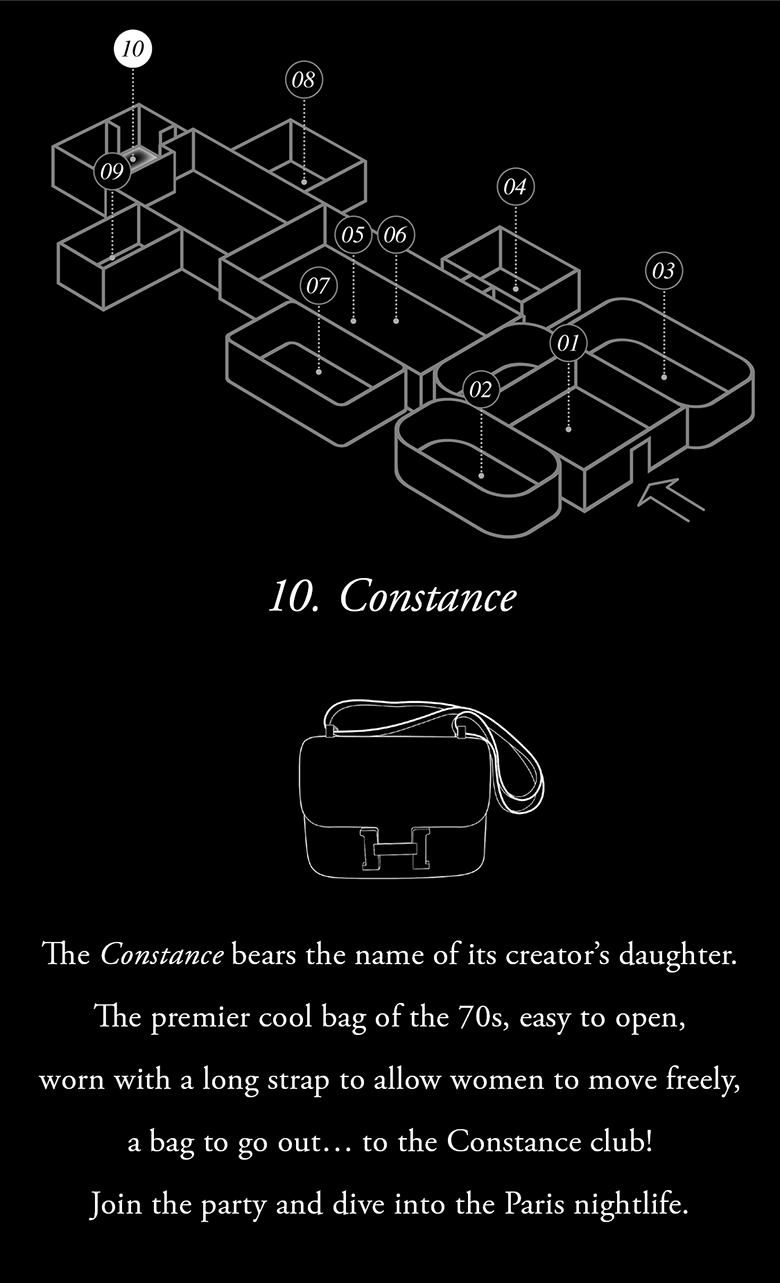 10
08
09
04
05
06
03
07
01
02
10. Constance
The Constance bears the name of its creator’s daughter.
The premier cool bag of the 70s, easy to open,
worn with a long strap to allow women to move freely,
a bag to go out… to the Constance club!
Join the party and dive into the Paris nightlife.